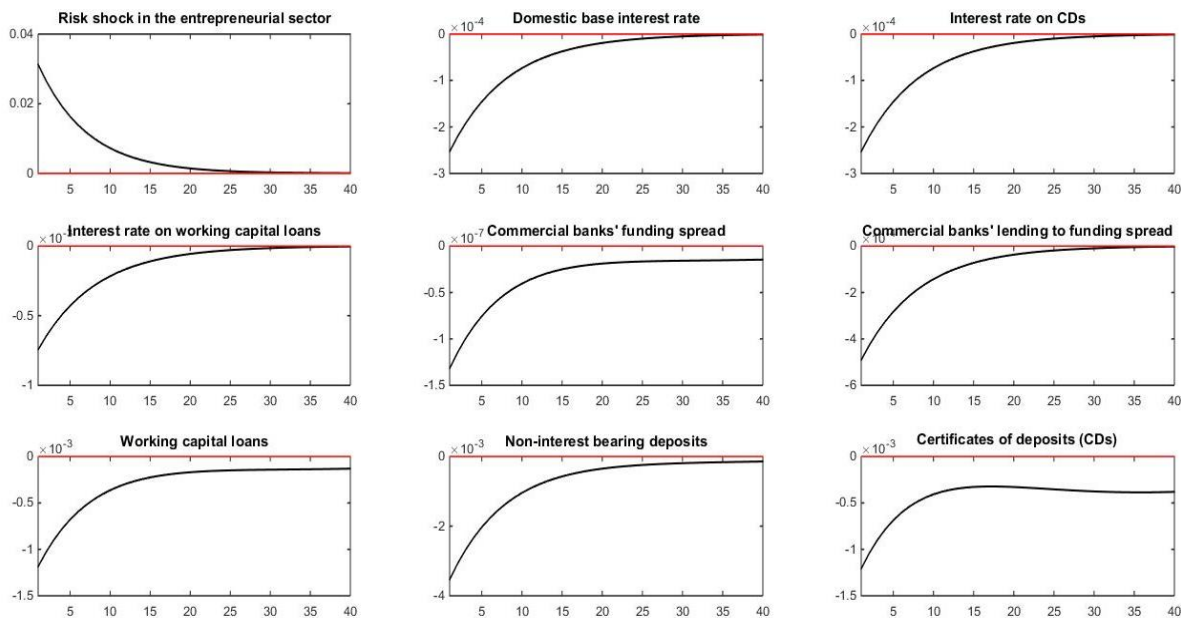 Risk shock in the entrepreneurial sector
0.04
0.02
0
5 10 15 20 25 30 35 40
Domestic base interest rate
×10⁻⁴
0
-1
-2
-3
5 10 15 20 25 30 35 40
Interest rate on CDs
×10⁻⁴
0
-1
-2
-3
5 10 15 20 25 30 35 40
Interest rate on working capital loans
0
-0.5
-1
5 10 15 20 25 30 35 40
Commercial banks' funding spread
×10⁻⁷
0
-0.5
-1
-1.5
5 10 15 20 25 30 35 40
Commercial banks' lending to funding spread
0
-2
-4
-6
5 10 15 20 25 30 35 40
Working capital loans
×10⁻³
0
-0.5
-1
-1.5
5 10 15 20 25 30 35 40
Non-interest bearing deposits
×10⁻³
0
-2
-4
5 10 15 20 25 30 35 40
Certificates of deposits (CDs)
×10⁻³
0
-0.5
-1
-1.5
5 10 15 20 25 30 35 40